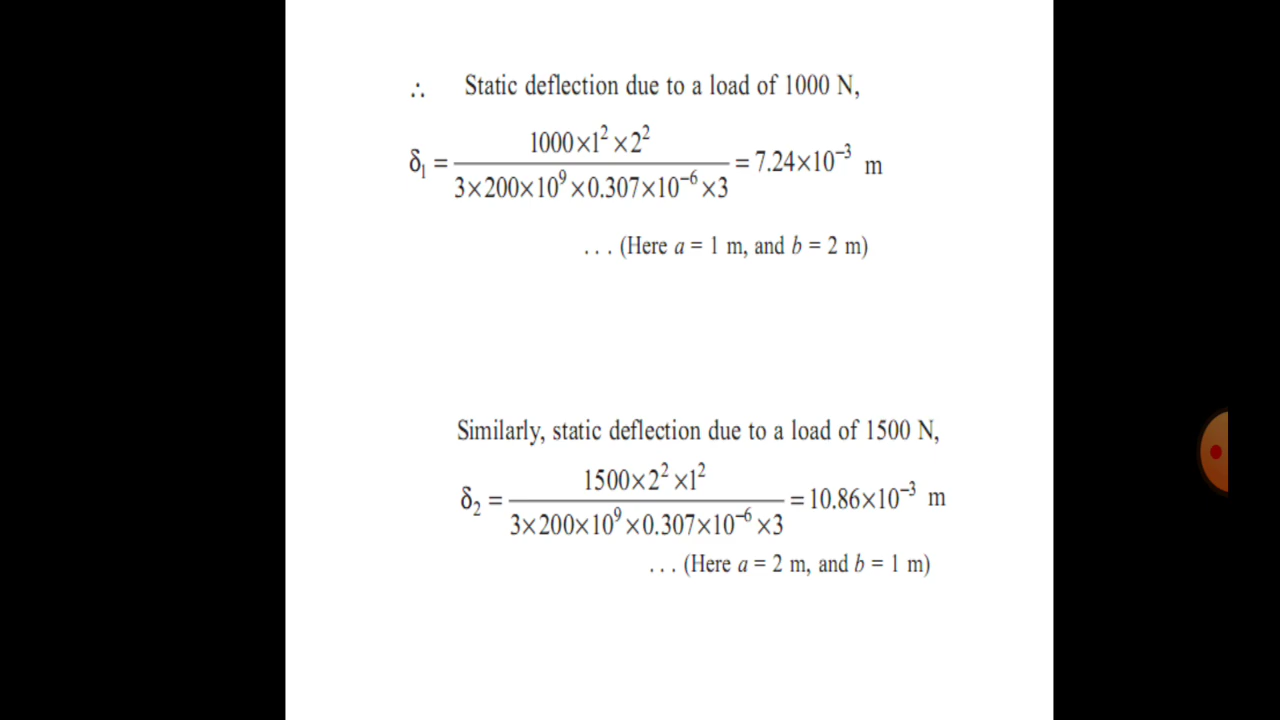 ∴ Static deflection due to a load of 1000 N,
δ₁ = 1000×1²×2² / 3×200×10⁹×0.307×10⁻⁶×3 = 7.24×10⁻³ m
. . . (Here a = 1 m, and b = 2 m)
Similarly, static deflection due to a load of 1500 N,
δ₂ = 1500×2²×1² / 3×200×10⁹×0.307×10⁻⁶×3 = 10.86×10⁻³ m
. . . (Here a = 2 m, and b = 1 m)